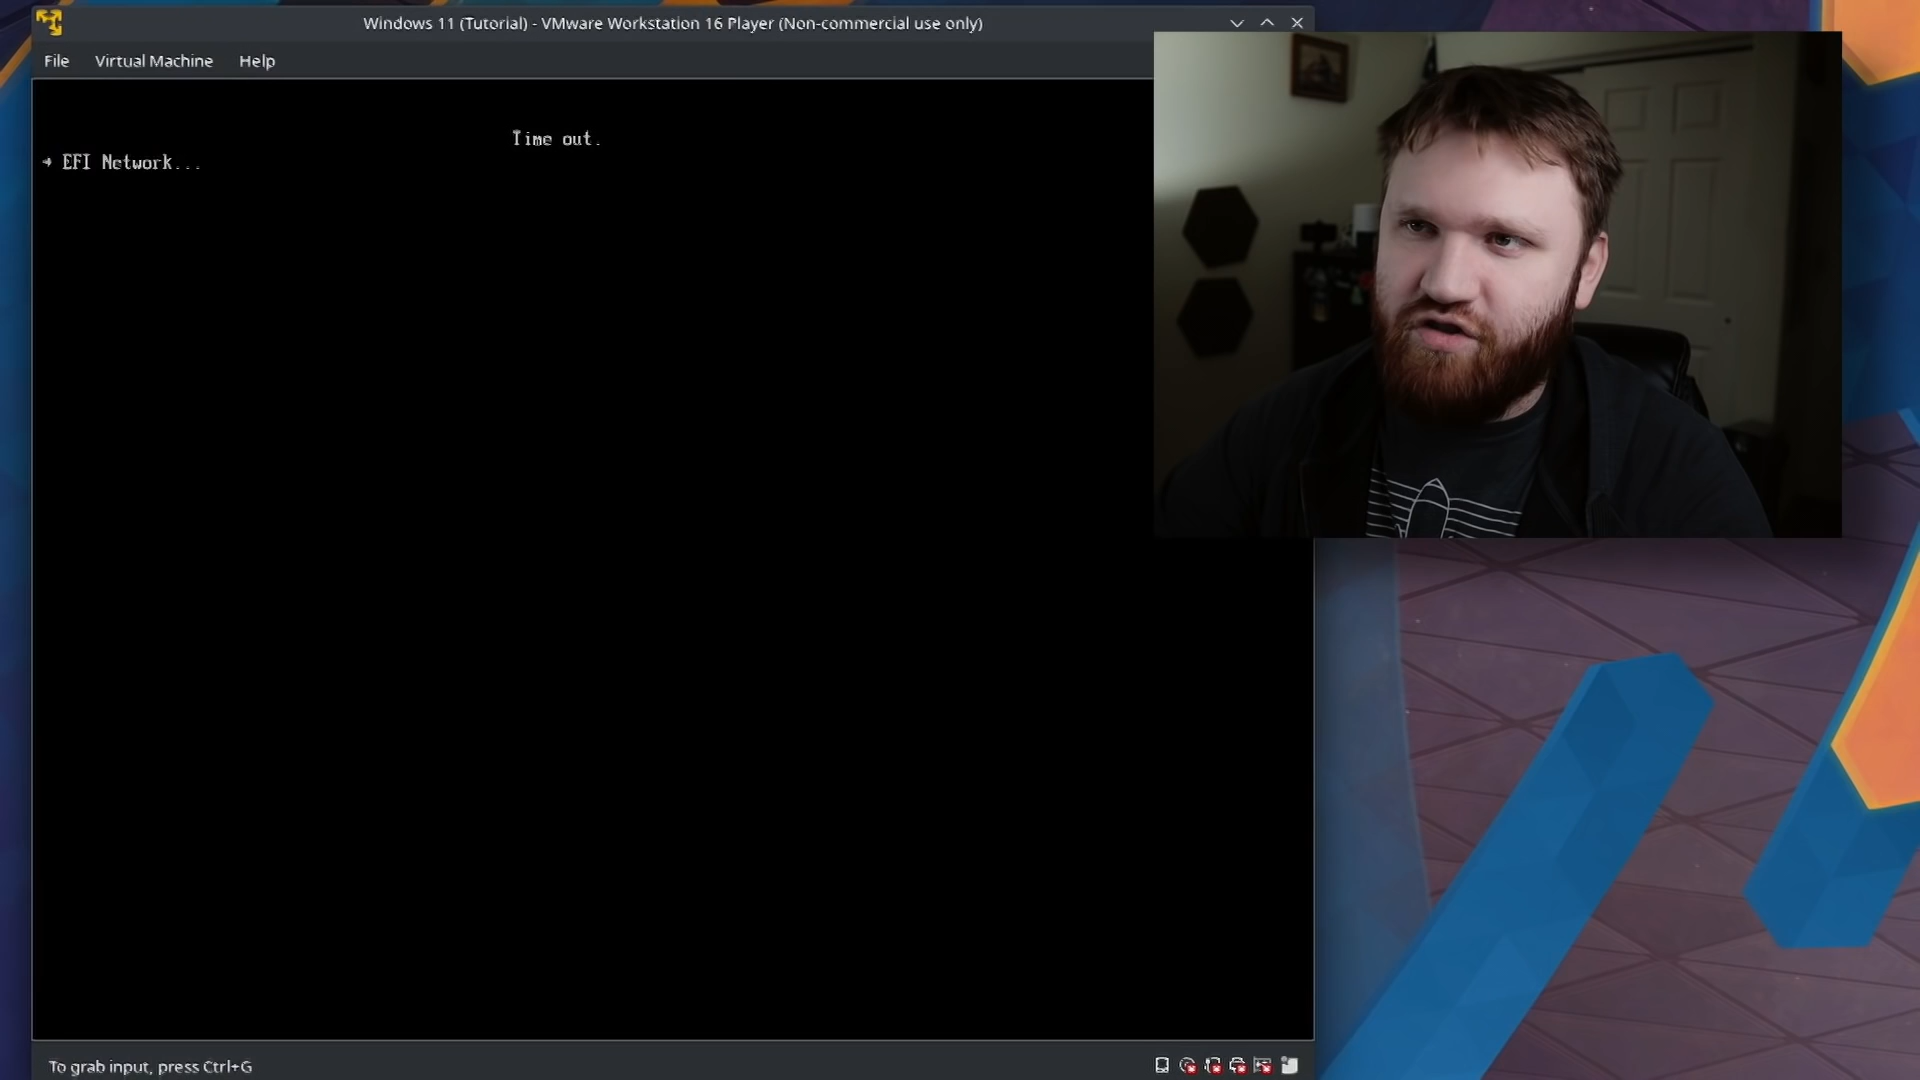 Windows 11 (Tutorial) - VMware Workstation 16 Player (Non-commercial use only)
File Virtual Machine Help
Time out.
EFI Network...
To grab input, press Ctrl+G